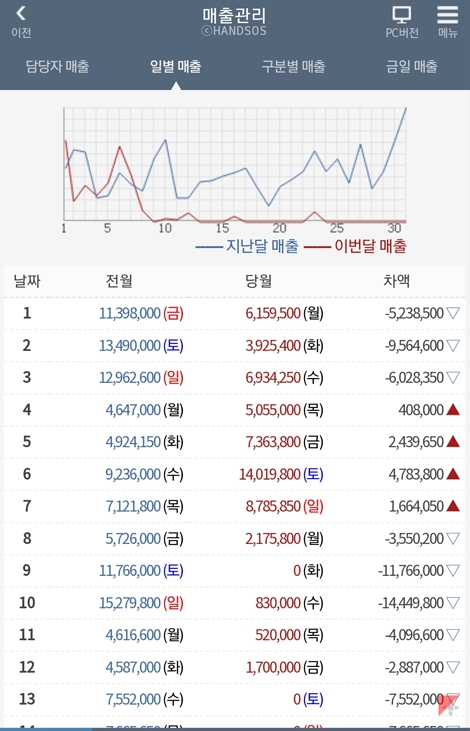 매출관리
ⓒHANDSOS
이전
PC버전
메뉴
담당자 매출 일별 매출 구분별 매출 금일 매출
1 5 10 15 20 25 30
지난달 매출 이번달 매출
날짜 전월 당월 차액
1 11,398,000 (금) 6,159,500 (월) -5,238,500 ▽
2 13,490,000 (토) 3,925,400 (화) -9,564,600 ▽
3 12,962,600 (일) 6,934,250 (수) -6,028,350 ▽
4 4,647,000 (월) 5,055,000 (목) 408,000 ▲
5 4,924,150 (화) 7,363,800 (금) 2,439,650 ▲
6 9,236,000 (수) 14,019,800 (토) 4,783,800 ▲
7 7,121,800 (목) 8,785,850 (일) 1,664,050 ▲
8 5,726,000 (금) 2,175,800 (월) -3,550,200 ▽
9 11,766,000 (토) 0 (화) -11,766,000 ▽
10 15,279,800 (일) 830,000 (수) -14,449,800 ▽
11 4,616,600 (월) 520,000 (목) -4,096,600 ▽
12 4,587,000 (화) 1,700,000 (금) -2,887,000 ▽
13 7,552,000 (수) 0 (토) -7,552,000 ▽